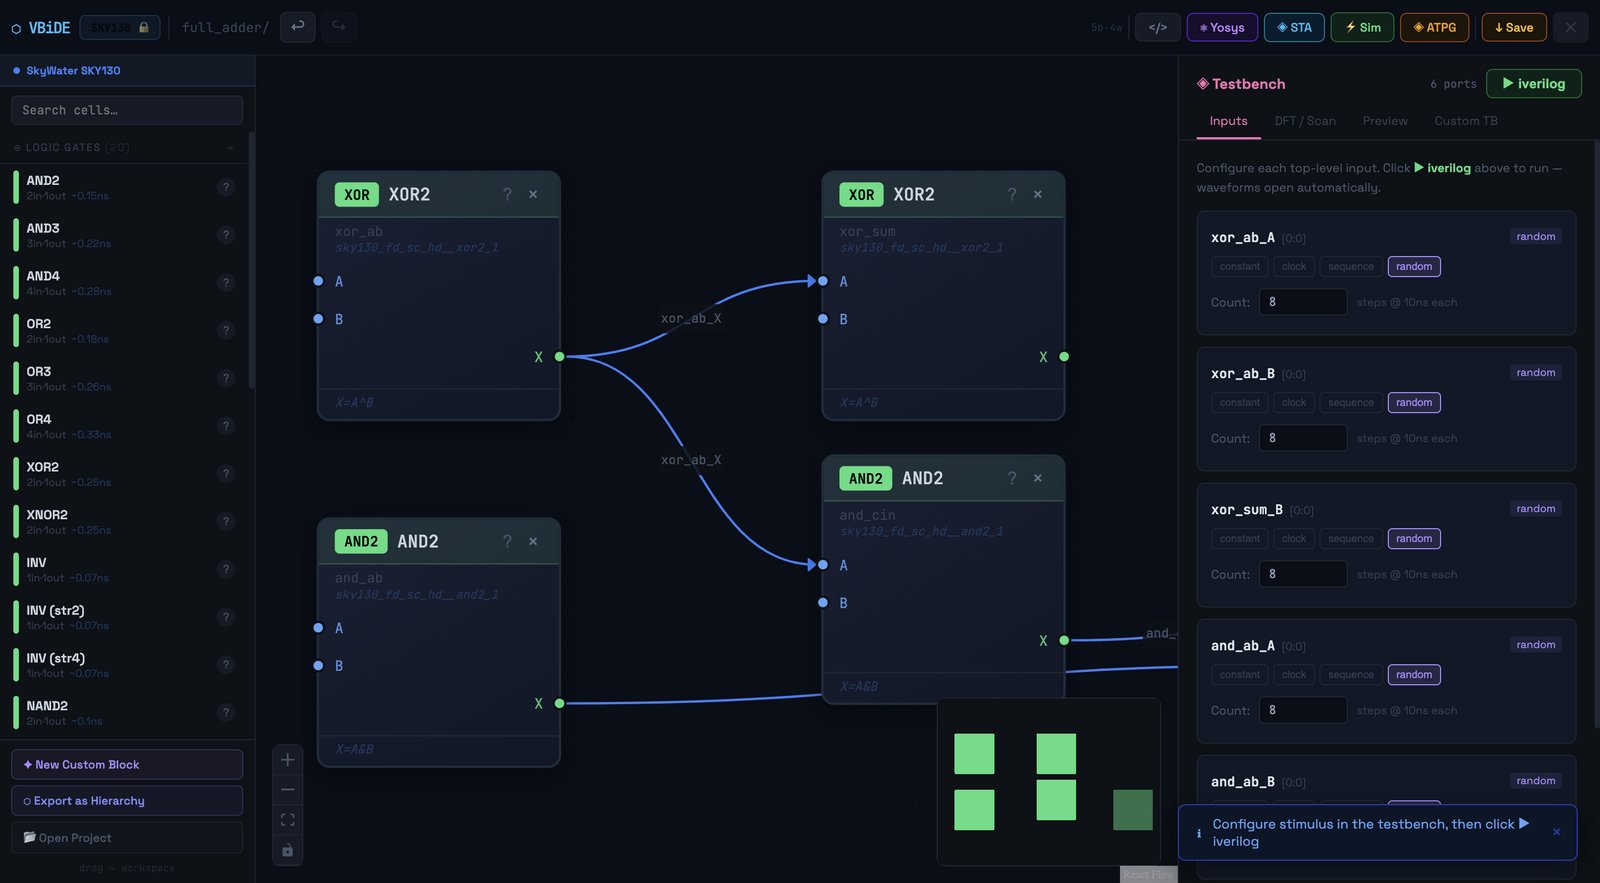 VBiDE
SKY130
full_adder/
5b·4w
</>
Yosys
STA
Sim
ATPG
↓ Save
SkyWater SKY130
Search cells…
LOGIC GATES (20)
AND2
2in·1out ~0.15ns
?
AND3
3in·1out ~0.22ns
?
AND4
4in·1out ~0.28ns
?
OR2
2in·1out ~0.18ns
?
OR3
3in·1out ~0.26ns
?
OR4
4in·1out ~0.33ns
?
XOR2
2in·1out ~0.25ns
?
XNOR2
2in·1out ~0.25ns
?
INV
1in·1out ~0.07ns
?
INV (str2)
1in·1out ~0.07ns
?
INV (str4)
1in·1out ~0.07ns
?
NAND2
2in·1out ~0.1ns
?
✦ New Custom Block
Export as Hierarchy
Open Project
drag → workspace
XOR XOR2 ? ×
xor_ab
sky130_fd_sc_hd__xor2_1
A
B
X
X=A^B
XOR XOR2 ? ×
xor_sum
sky130_fd_sc_hd__xor2_1
A
B
X
X=A^B
xor_ab_X
xor_ab_X
AND2 AND2 ? ×
and_ab
sky130_fd_sc_hd__and2_1
A
B
X
X=A&B
AND2 AND2 ? ×
and_cin
sky130_fd_sc_hd__and2_1
A
B
X
X=A&B
and_
React Flow
Testbench
6 ports
▶ iverilog
Inputs
DFT / Scan
Preview
Custom TB
Configure each top-level input. Click ▶ iverilog above to run —
waveforms open automatically.
xor_ab_A [0:0] random
constant clock sequence random
Count: 8 steps @ 10ns each
xor_ab_B [0:0] random
constant clock sequence random
Count: 8 steps @ 10ns each
xor_sum_B [0:0] random
constant clock sequence random
Count: 8 steps @ 10ns each
and_ab_A [0:0] random
constant clock sequence random
Count: 8 steps @ 10ns each
and_ab_B [0:0] random
Configure stimulus in the testbench, then click ▶
iverilog
×